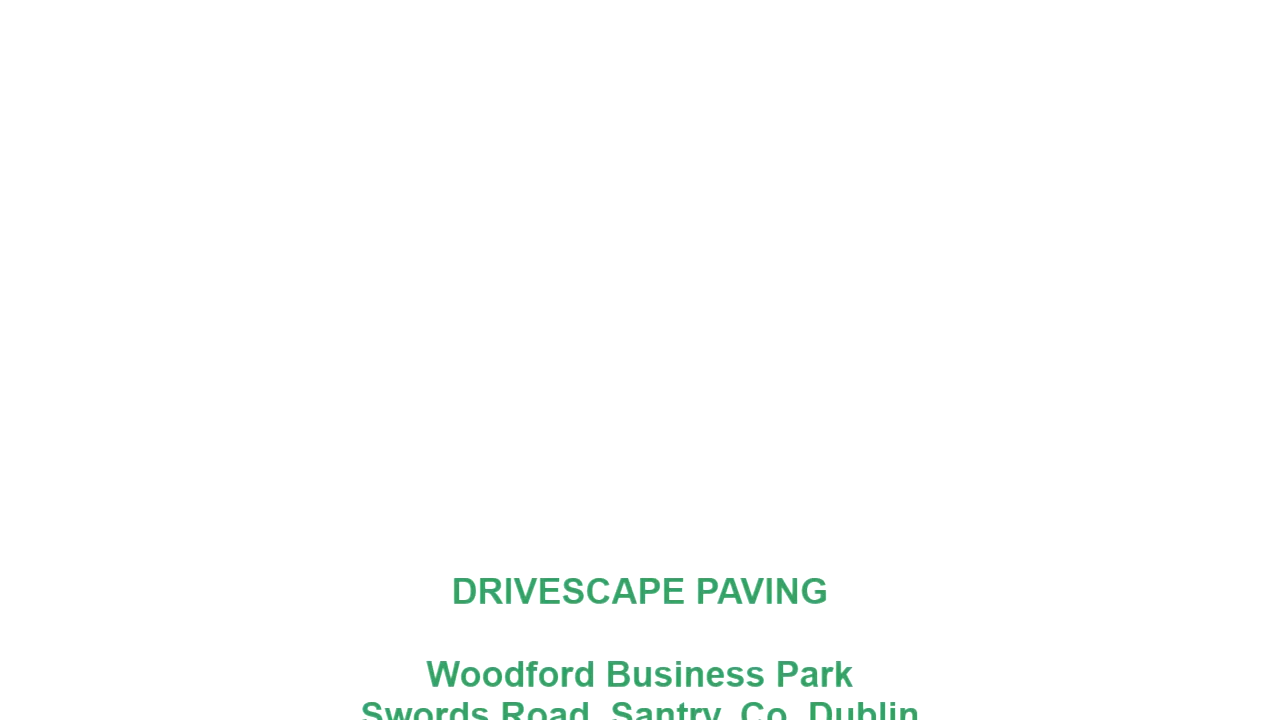 DRIVESCAPE PAVING
Woodford Business Park
Swords Road, Santry, Co. Dublin